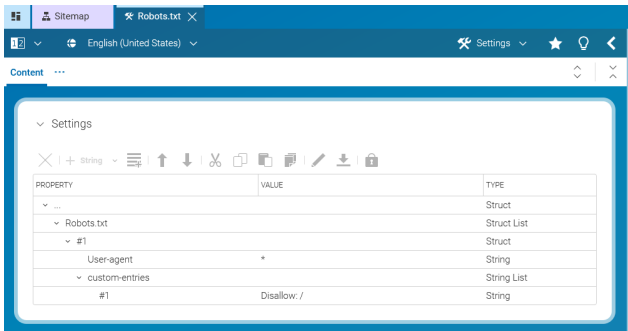 Sitemap
Robots.txt
12
English (United States)
Settings
Content
Settings
String
PROPERTY VALUE TYPE
... Struct
Robots.txt Struct List
#1 Struct
User-agent * String
custom-entries String List
#1 Disallow: / String